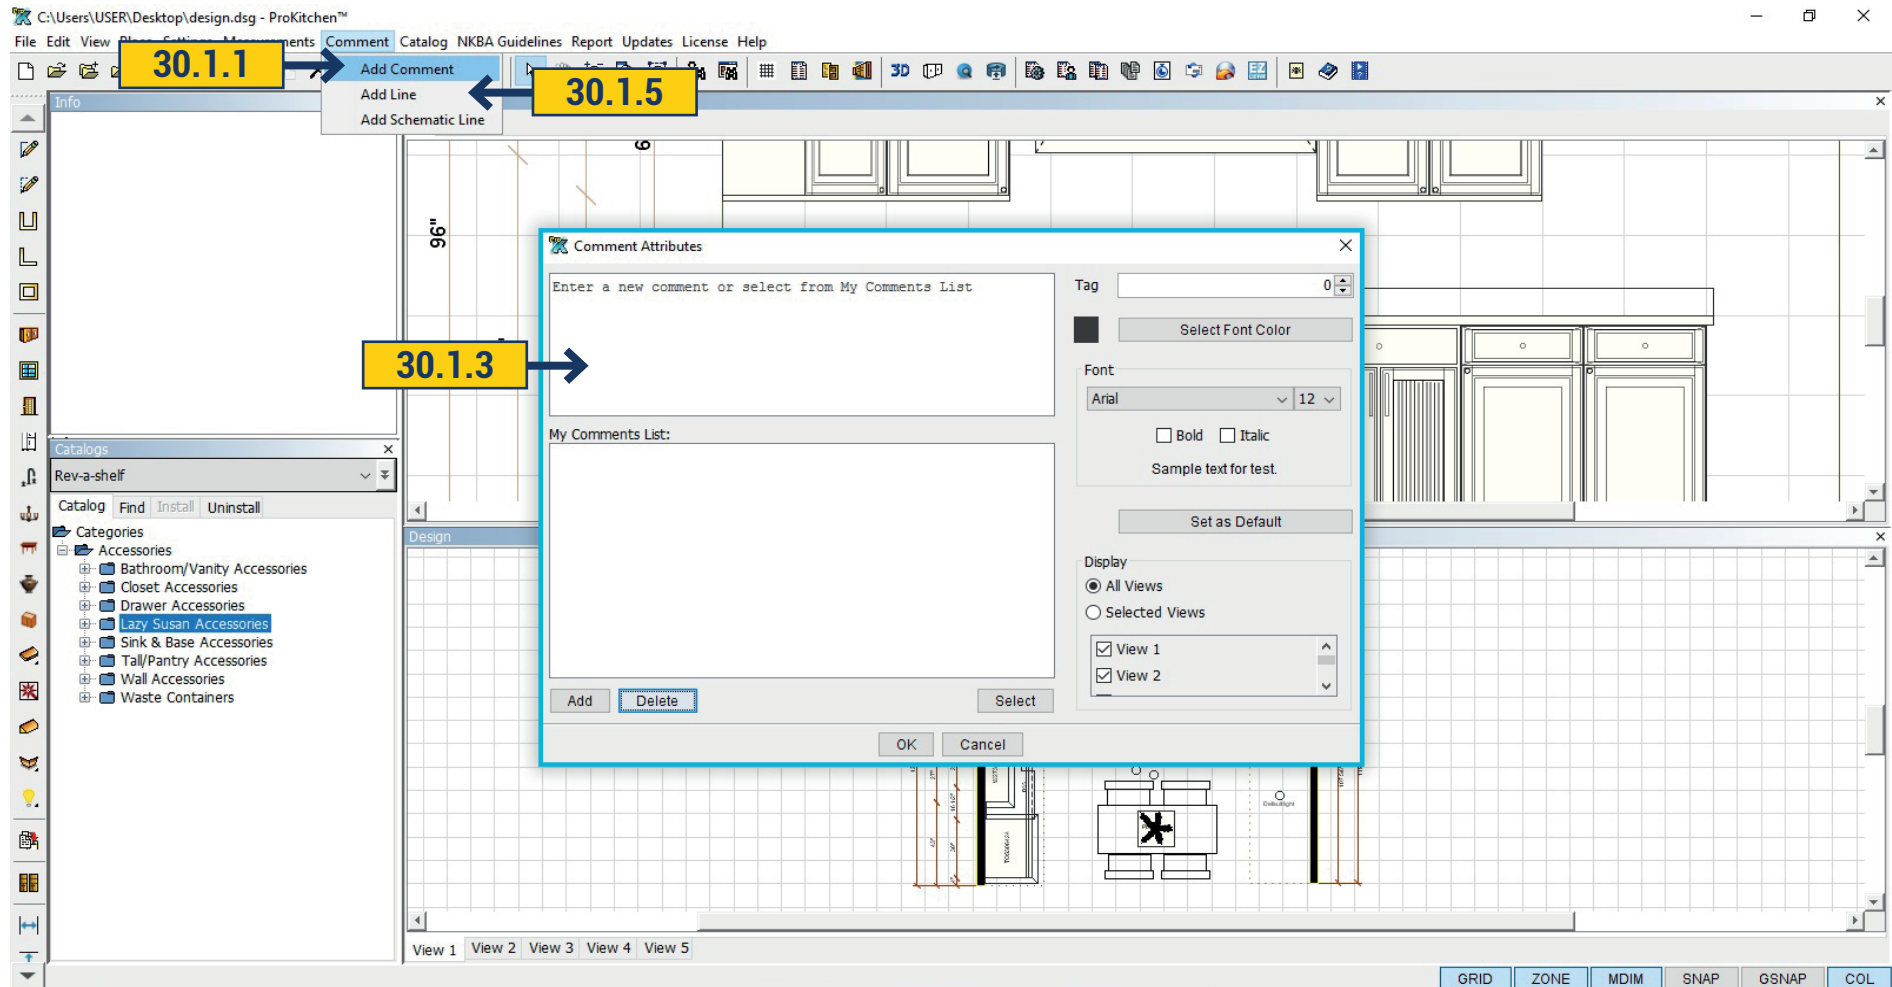 C:\Users\USER\Desktop\design.dsg - ProKitchen™
File Edit View Place Settings Measurements Comment Catalog NKBA Guidelines Report Updates License Help
30.1.1
Add Comment
Add Line
Add Schematic Line
30.1.5
3D
Info
96"
Comment Attributes
Enter a new comment or select from My Comments List
Tag
0
Select Font Color
30.1.3
Font
Arial
12
Bold
Italic
Sample text for test.
My Comments List:
Set as Default
Display
All Views
Selected Views
View 1
View 2
Add
Delete
Select
OK
Cancel
Catalogs
Rev-a-shelf
Catalog Find Install Uninstall
Categories
Accessories
Bathroom/Vanity Accessories
Closet Accessories
Drawer Accessories
Lazy Susan Accessories
Sink & Base Accessories
Tall/Pantry Accessories
Wall Accessories
Waste Containers
Design
View 1 View 2 View 3 View 4 View 5
GRID ZONE MDIM SNAP GSNAP COL